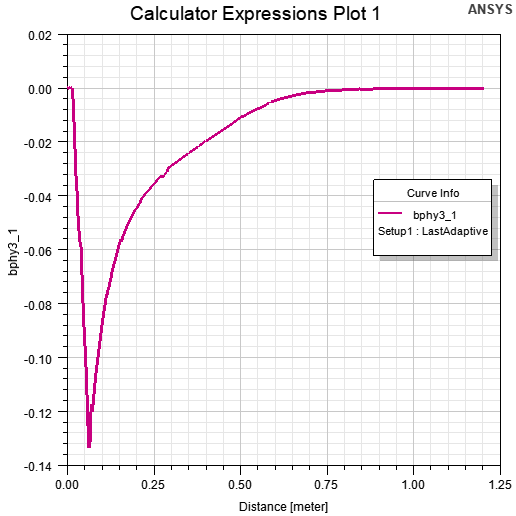 Calculator Expressions Plot 1
ANSYS
0.02
0.00
-0.02
-0.04
-0.06
-0.08
-0.10
-0.12
-0.14
bphy3_1
Curve Info
bphy3_1
Setup1 : LastAdaptive
0.00
0.25
0.50
0.75
1.00
1.25
Distance [meter]